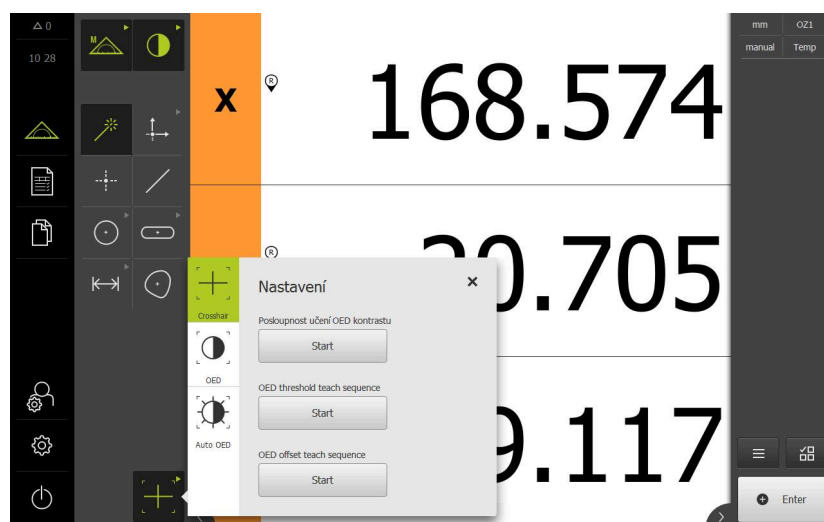 0
10 28
M
X
R
168.574
mm
OZ1
manual
Temp
R
20.705
9.117
Crosshair
OED
Auto OED
Nastavení
Posloupnost učení OED kontrastu
Start
OED threshold teach sequence
Start
OED offset teach sequence
Start
Enter